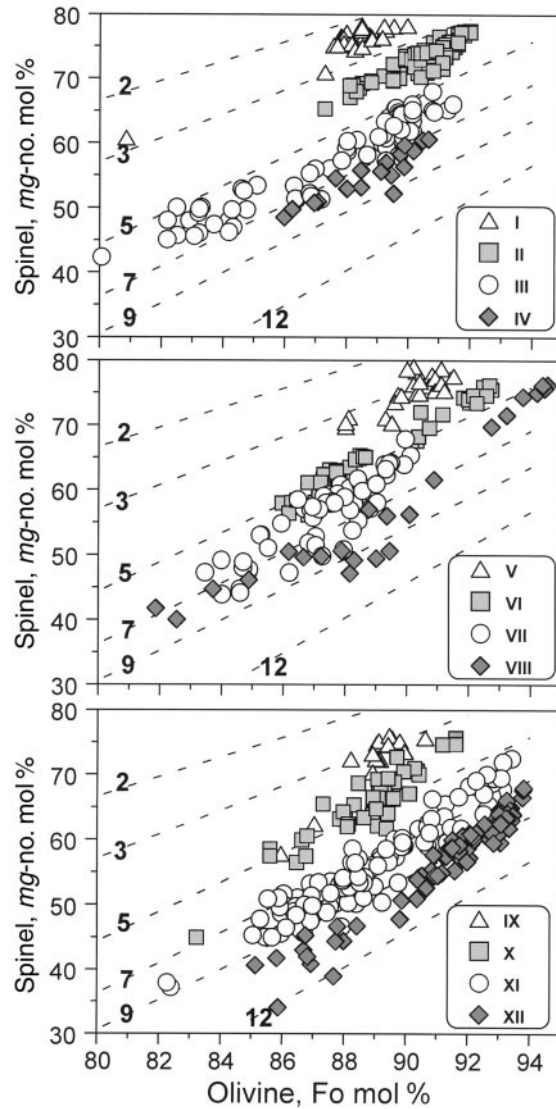 Spinel, mg-no. mol %
80
70
60
50
40
30
2
3
5
7
9
12
I
II
III
IV
Spinel, mg-no. mol %
80
70
60
50
40
30
2
3
5
7
9
12
V
VI
VII
VIII
Spinel, mg-no. mol %
80
70
60
50
40
30
2
3
5
7
9
12
IX
X
XI
XII
80 82 84 86 88 90 92 94
Olivine, Fo mol %